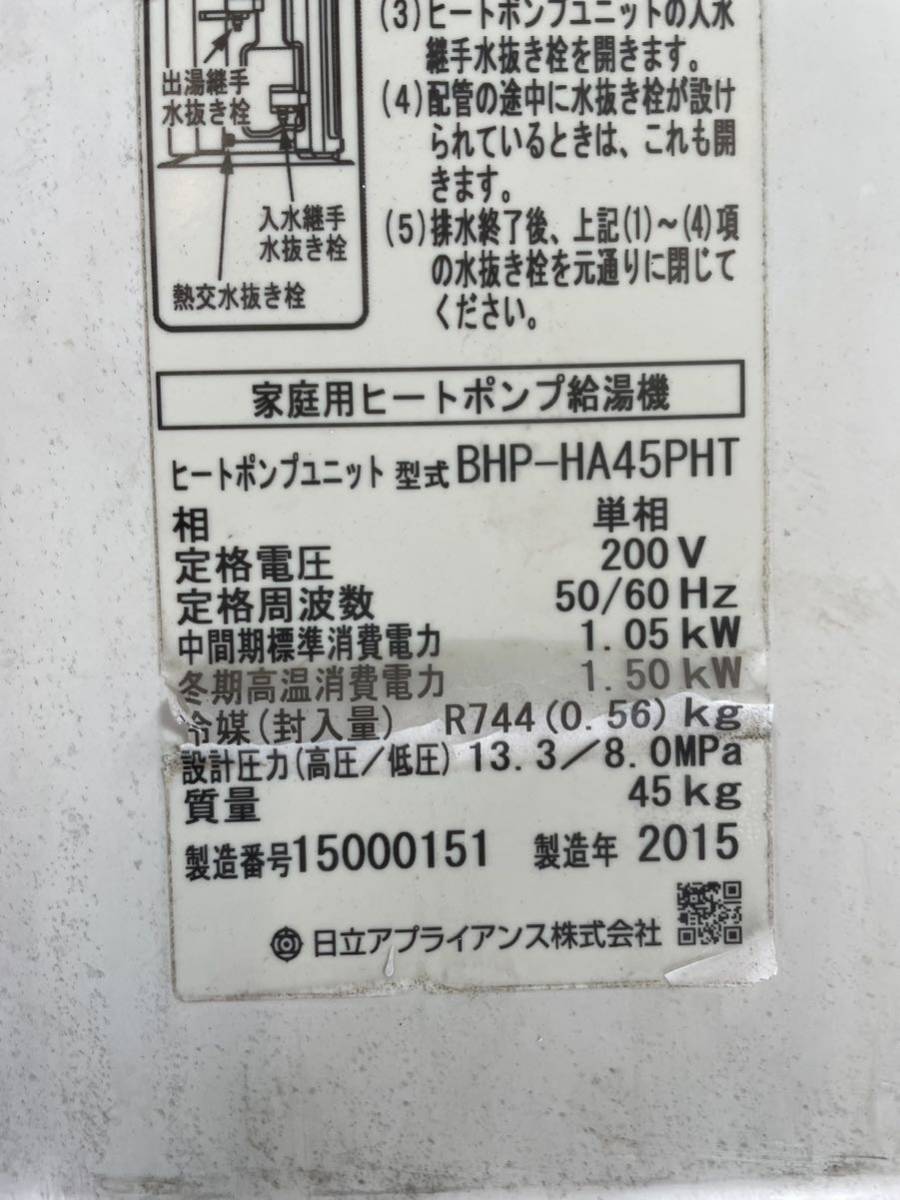 (3)ヒートポンプユニットの入水
継手水抜き栓を開きます。
(4)配管の途中に水抜き栓が設け
られているときは、これも開
きます。
(5)排水終了後、上記(1)～(4)項
の水抜き栓を元通りに閉じて
ください。
出湯継手
水抜き栓
入水継手
水抜き栓
熱交水抜き栓
家庭用ヒートポンプ給湯機
ヒートポンプユニット 型式 BHP-HA45PHT
相 単相
定格電圧 200V
定格周波数 50/60Hz
中間期標準消費電力 1.05kW
冬期高温消費電力 1.50kW
冷媒(封入量) R744(0.56)kg
設計圧力(高圧／低圧) 13.3／8.0MPa
質量 45kg
製造番号15000151 製造年 2015
日立アプライアンス株式会社